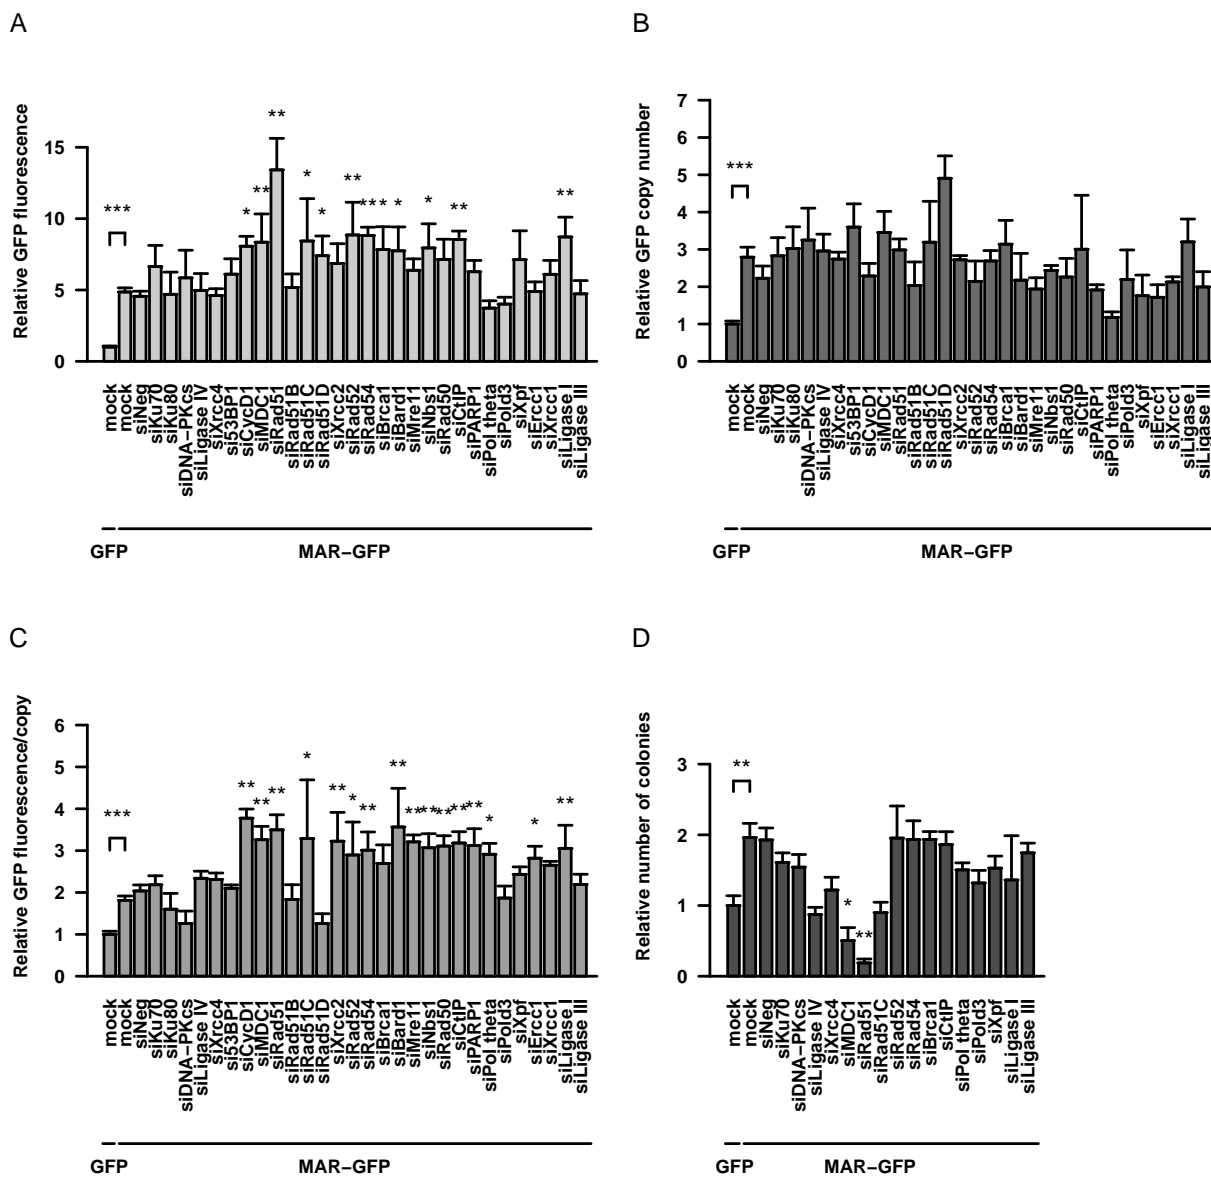 A
Relative GFP fluorescence
15
10
5
0
***
*
**
**
*
*
**
***
*
*
*
**
**
mock
mock
siNeg
siKu70
siKu80
siDNA−PKcs
siLigase IV
siXrcc4
si53BP1
siCycD1
siMDC1
siRad51
siRad51B
siRad51C
siRad51D
siXrcc2
siRad52
siRad54
siBrca1
siBard1
siMre11
siNbs1
siRad50
siCtIP
siPARP1
siPol theta
siPold3
siXpf
siErcc1
siXrcc1
siLigase I
siLigase III
GFP
MAR−GFP
B
Relative GFP copy number
7
6
5
4
3
2
1
0
***
mock
mock
siNeg
siKu70
siKu80
siDNA−PKcs
siLigase IV
siXrcc4
si53BP1
siCycD1
siMDC1
siRad51
siRad51B
siRad51C
siRad51D
siXrcc2
siRad52
siRad54
siBrca1
siBard1
siMre11
siNbs1
siRad50
siCtIP
siPARP1
siPol theta
siPold3
siXpf
siErcc1
siXrcc1
siLigase I
siLigase III
GFP
MAR−GFP
C
Relative GFP fluorescence/copy
6
5
4
3
2
1
0
***
**
**
**
*
**
*
**
**
**
**
**
**
**
*
*
**
mock
mock
siNeg
siKu70
siKu80
siDNA−PKcs
siLigase IV
siXrcc4
si53BP1
siCycD1
siMDC1
siRad51
siRad51B
siRad51C
siRad51D
siXrcc2
siRad52
siRad54
siBrca1
siBard1
siMre11
siNbs1
siRad50
siCtIP
siPARP1
siPol theta
siPold3
siXpf
siErcc1
siXrcc1
siLigase I
siLigase III
GFP
MAR−GFP
D
Relative number of colonies
3
2
1
0
**
*
**
mock
mock
siNeg
siKu70
siDNA−PKcs
siLigase IV
siXrcc4
siMDC1
siRad51
siRad51C
siRad52
siRad54
siBrca1
siCtIP
siPol theta
siPold3
siXpf
siLigase I
siLigase III
GFP
MAR−GFP